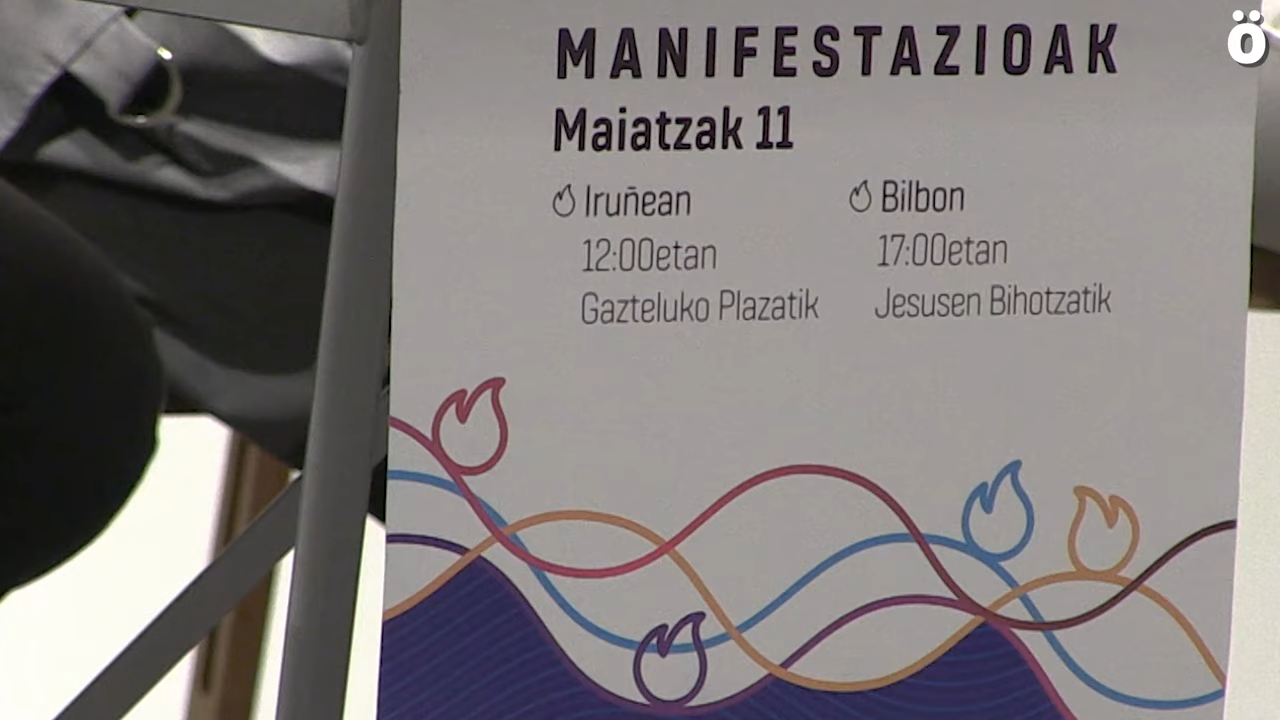 ö
MANIFESTAZIOAK
Maiatzak 11
Iruñean
12:00etan
Gazteluko Plazatik
Bilbon
17:00etan
Jesusen Bihotzatik